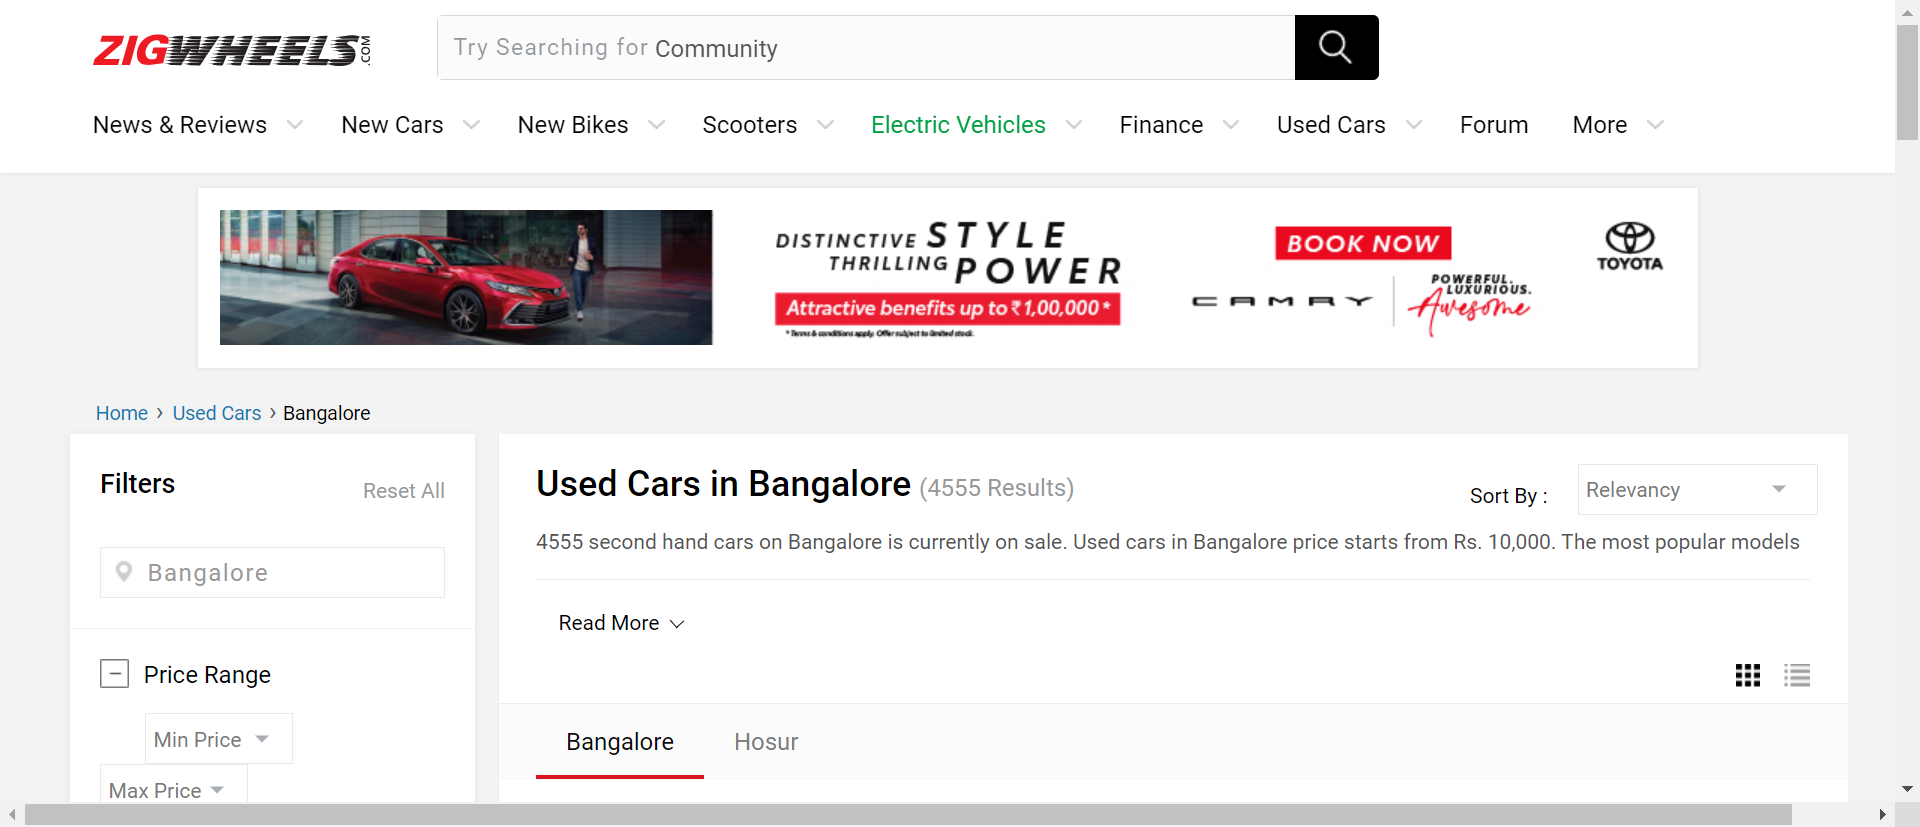 ZIGWHEELS.COM
Try Searching for Community
News & Reviews New Cars New Bikes Scooters Electric Vehicles Finance Used Cars Forum More
DISTINCTIVE STYLE
THRILLING POWER
Attractive benefits up to ₹1,00,000*
*Terms & conditions apply. Offer subject to limited stock.
BOOK NOW
CAMRY
POWERFUL.
LUXURIOUS.
Awesome
TOYOTA
Home › Used Cars › Bangalore
Filters
Reset All
Bangalore
Price Range
Min Price
Max Price
Used Cars in Bangalore (4555 Results)
Sort By :
Relevancy
4555 second hand cars on Bangalore is currently on sale. Used cars in Bangalore price starts from Rs. 10,000. The most popular models
Read More
Bangalore Hosur